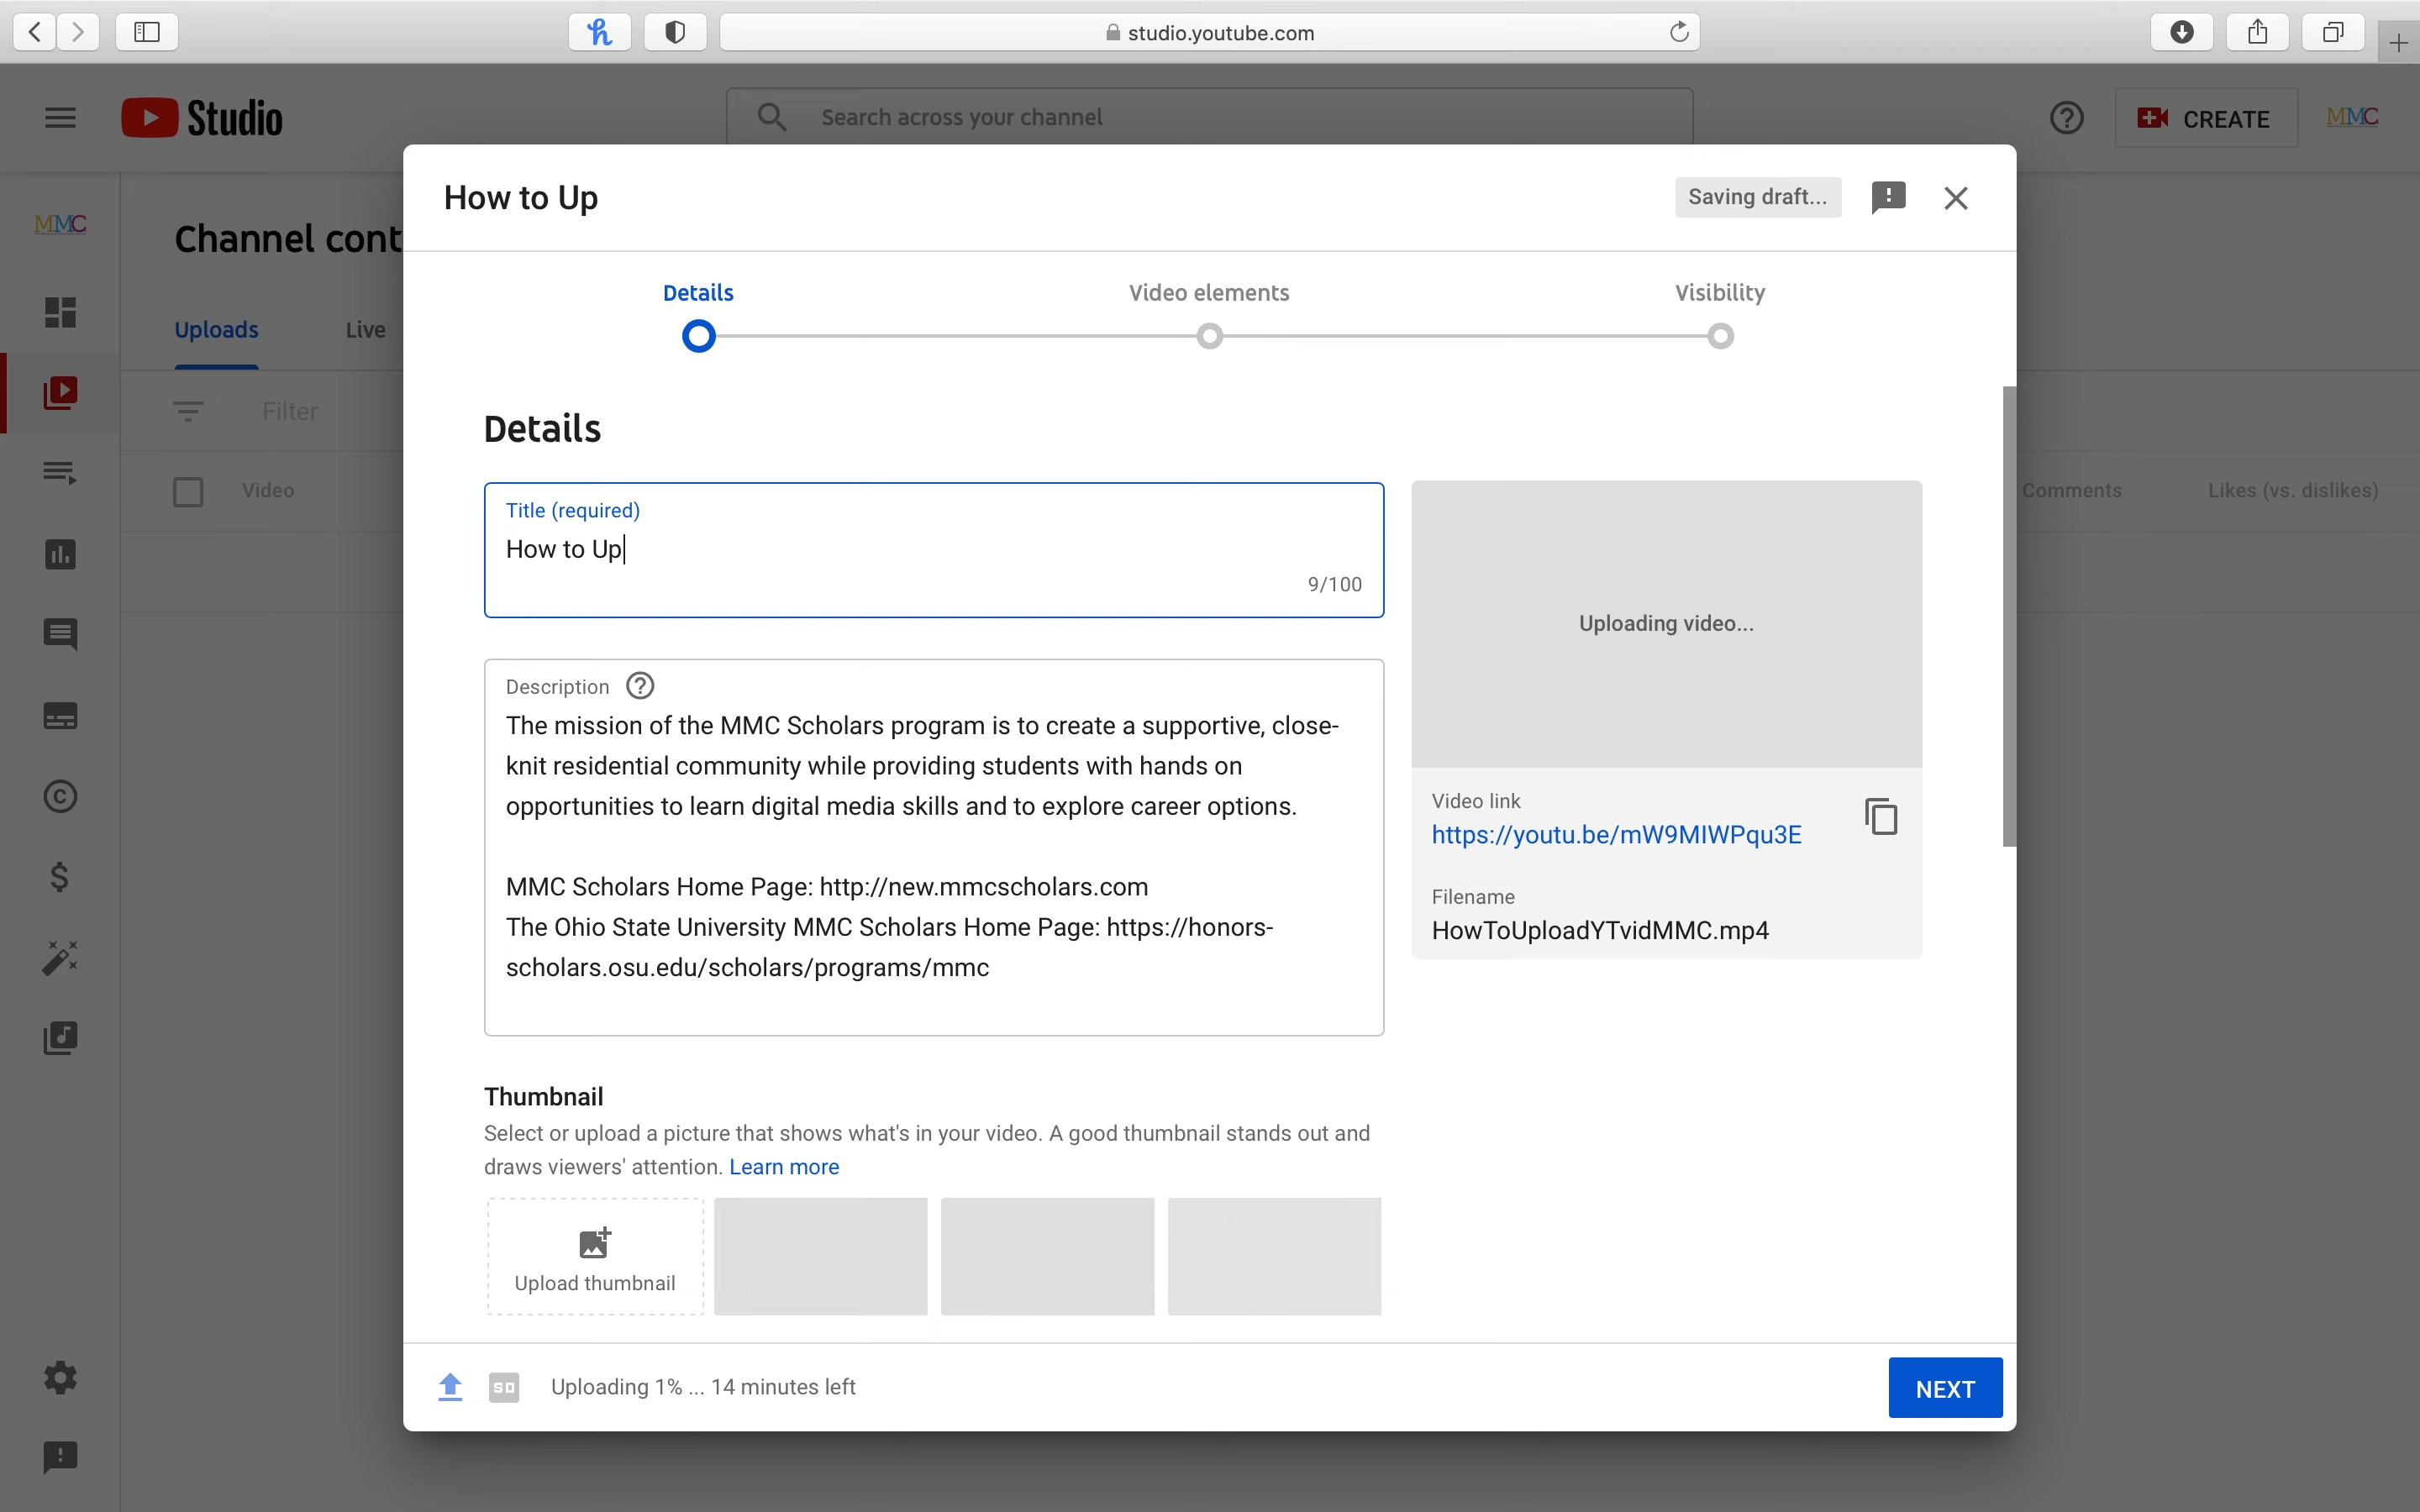 studio.youtube.com
Studio
Search across your channel
CREATE
MMC
MMC
Channel cont
Uploads
Live
Filter
Video
Comments
Likes (vs. dislikes)
How to Up
Saving draft...
Details
Video elements
Visibility
Details
Title (required)
How to Up
9/100
Description
The mission of the MMC Scholars program is to create a supportive, close-
knit residential community while providing students with hands on
opportunities to learn digital media skills and to explore career options.
MMC Scholars Home Page: http://new.mmcscholars.com
The Ohio State University MMC Scholars Home Page: https://honors-
scholars.osu.edu/scholars/programs/mmc
Uploading video...
Video link
https://youtu.be/mW9MIWPqu3E
Filename
HowToUploadYTvidMMC.mp4
Thumbnail
Select or upload a picture that shows what's in your video. A good thumbnail stands out and
draws viewers' attention. Learn more
Upload thumbnail
SD
Uploading 1% ... 14 minutes left
NEXT